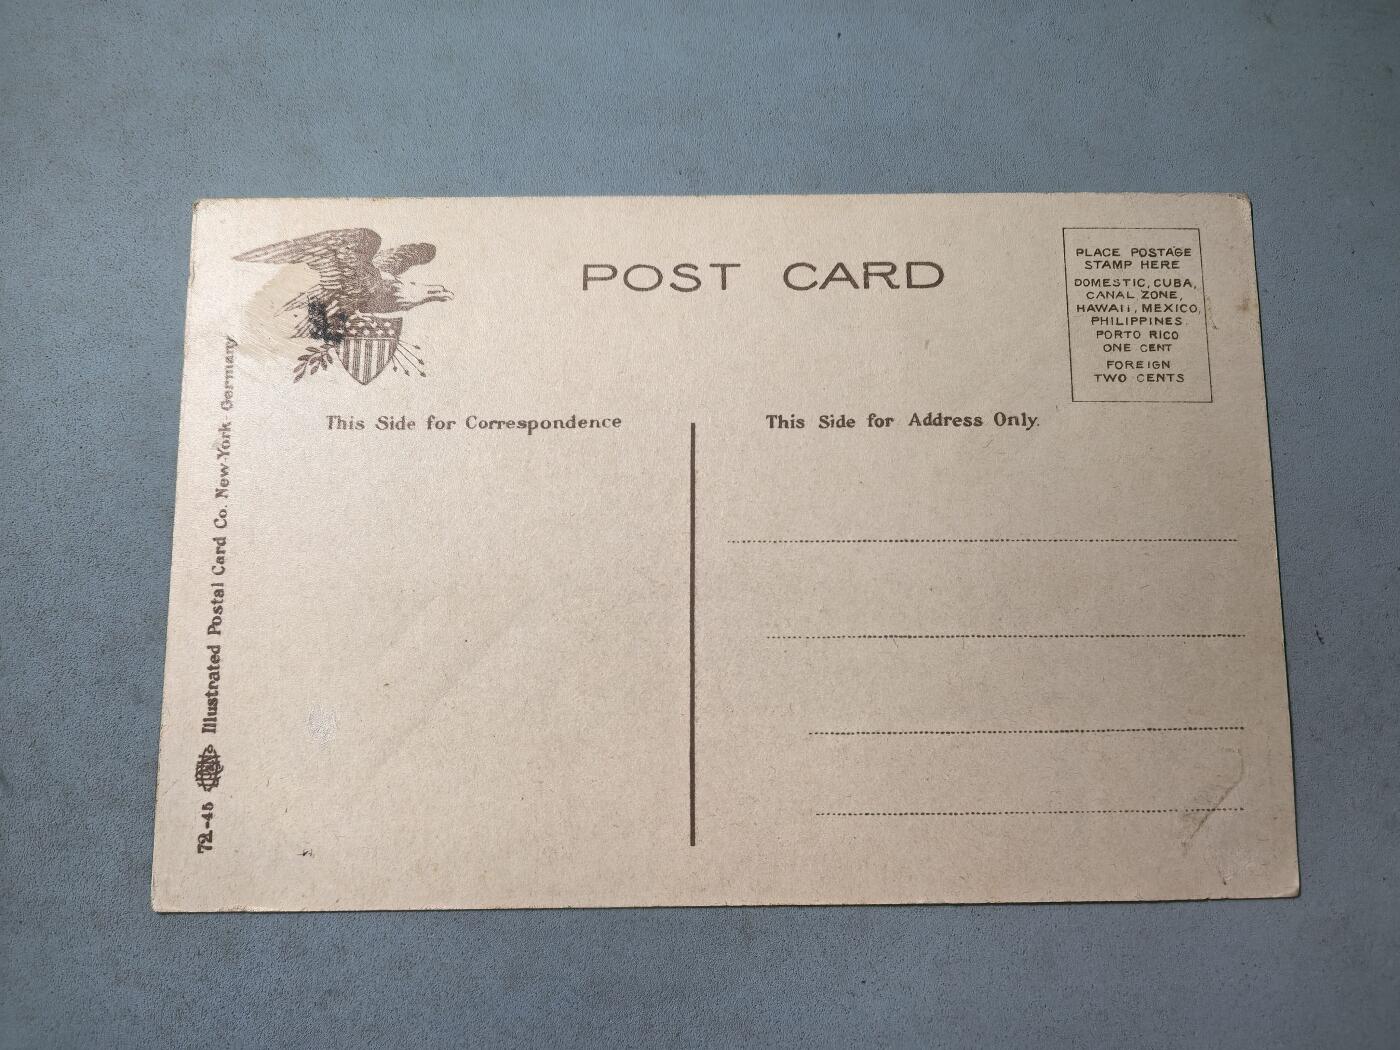 POST CARD
PLACE POSTAGE
STAMP HERE
DOMESTIC, CUBA,
CANAL ZONE,
HAWAII, MEXICO,
PHILIPPINES.
PORTO RICO
ONE CENT
FOREIGN
TWO CENTS
This Side for Correspondence
This Side for Address Only.
72-45 Illustrated Postal Card Co. New-York-Germany